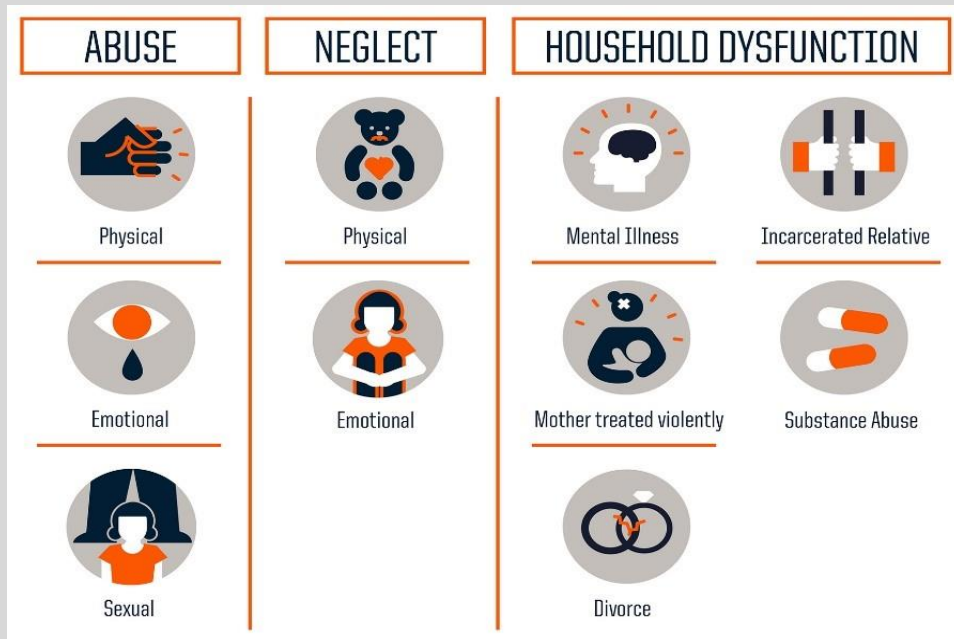 ABUSE
NEGLECT
HOUSEHOLD DYSFUNCTION
Physical
Physical
Mental Illness
Incarcerated Relative
Emotional
Emotional
Mother treated violently
Substance Abuse
Sexual
Divorce